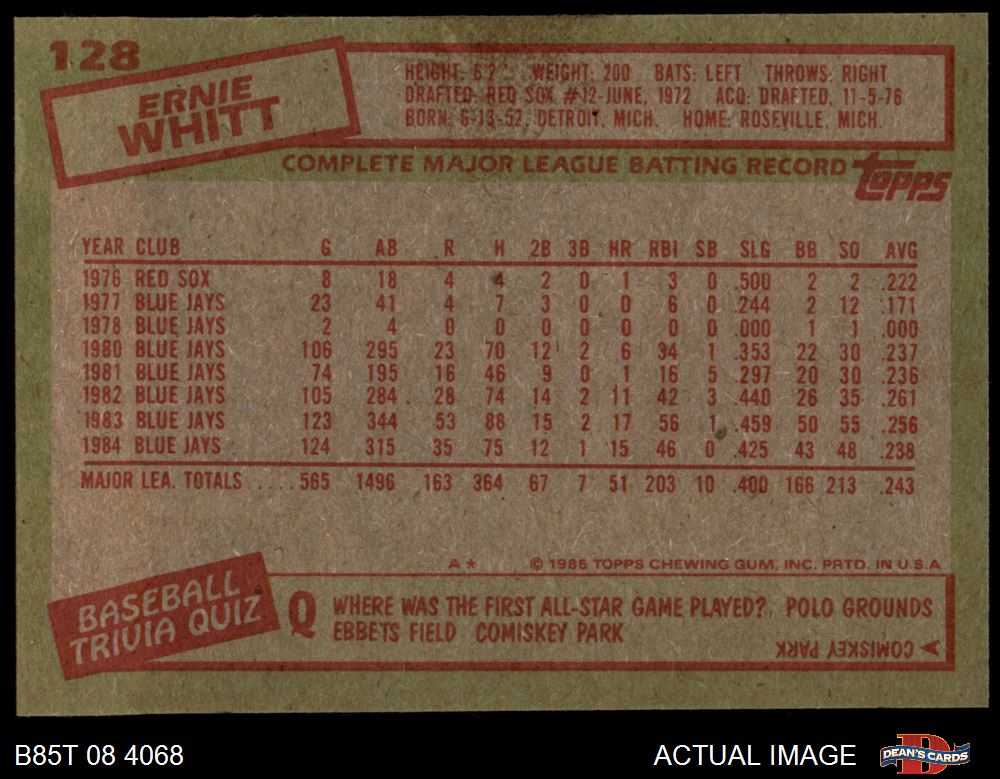 128
ERNIE
WHITT
HEIGHT: 6'2" WEIGHT: 200 BATS: LEFT THROWS: RIGHT
DRAFTED: RED SOX #12-JUNE, 1972 ACQ: DRAFTED, 11-5-76
BORN: 6-13-52, DETROIT, MICH. HOME: ROSEVILLE, MICH.
COMPLETE MAJOR LEAGUE BATTING RECORD topps
YEAR CLUB G AB R H 2B 3B HR RBI SB SLG BB SO AVG
1976 RED SOX 8 18 4 4 2 0 1 3 0 .500 2 2 .222
1977 BLUE JAYS 23 41 4 7 3 0 0 6 0 .244 2 12 .171
1978 BLUE JAYS 2 4 0 0 0 0 0 0 0 .000 1 1 .000
1980 BLUE JAYS 106 295 23 70 12 2 6 34 1 .353 22 30 .237
1981 BLUE JAYS 74 195 16 46 9 0 1 16 5 .297 20 30 .236
1982 BLUE JAYS 105 284 28 74 14 2 11 42 3 .440 26 35 .261
1983 BLUE JAYS 123 344 53 88 15 2 17 56 1 .459 50 55 .256
1984 BLUE JAYS 124 315 35 75 12 1 15 46 0 .425 43 48 .238
MAJOR LEA. TOTALS ..... 565 1496 163 364 67 7 51 203 10 .400 166 213 .243
A* © 1985 TOPPS CHEWING GUM, INC. PRTD. IN U.S.A
BASEBALL
TRIVIA QUIZ
Q WHERE WAS THE FIRST ALL-STAR GAME PLAYED? POLO GROUNDS
EBBETS FIELD COMISKEY PARK
COMISKEY PARK
B85T 08 4068 ACTUAL IMAGE DEAN'S CARDS